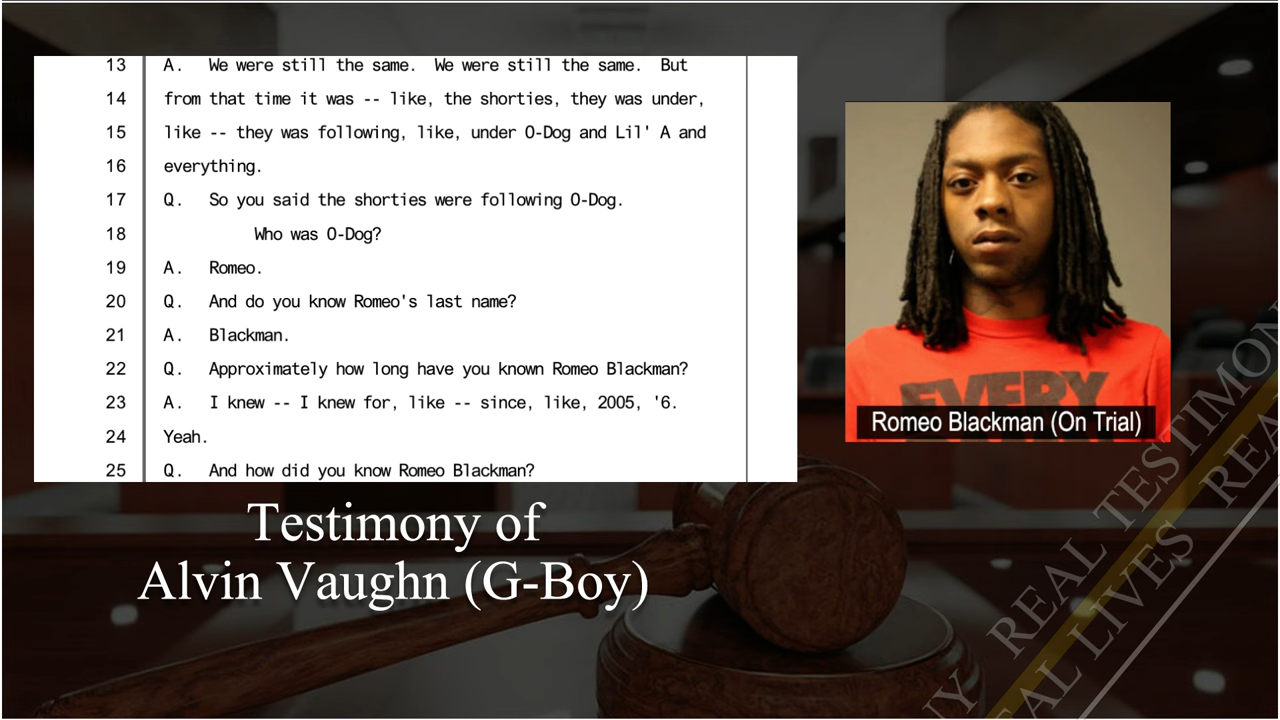 13 A. We were still the same. We were still the same. But
14 from that time it was -- like, the shorties, they was under,
15 like -- they was following, like, under O-Dog and Lil' A and
16 everything.
17 Q. So you said the shorties were following O-Dog.
18 Who was O-Dog?
19 A. Romeo.
20 Q. And do you know Romeo's last name?
21 A. Blackman.
22 Q. Approximately how long have you known Romeo Blackman?
23 A. I knew -- I knew for, like -- since, like, 2005, '6.
24 Yeah.
25 Q. And how did you know Romeo Blackman?
Testimony of
Alvin Vaughn (G-Boy)
EVERY
Romeo Blackman (On Trial)
REAL TESTIMON
NY REAL LIVES REA